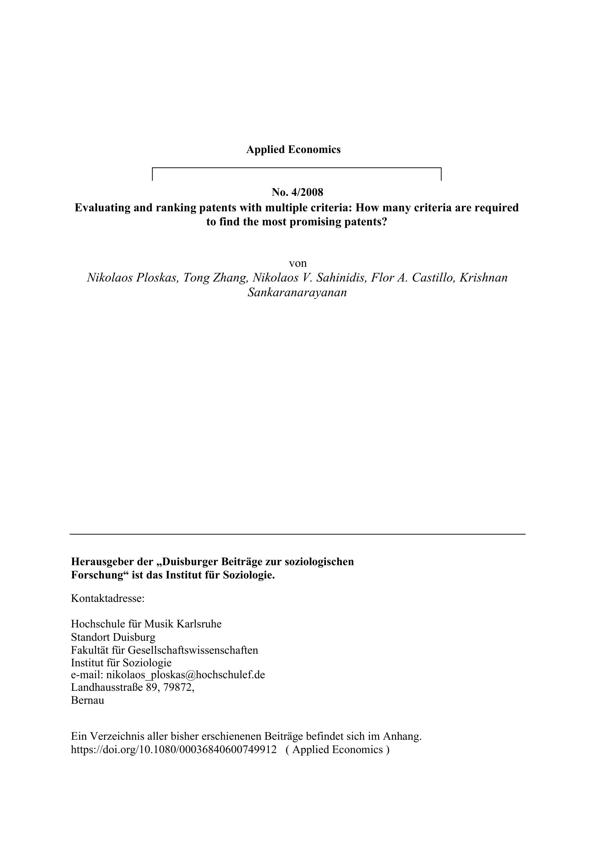 Applied Economics
No. 4/2008
Evaluating and ranking patents with multiple criteria: How many criteria are required
to find the most promising patents?
von
Nikolaos Ploskas, Tong Zhang, Nikolaos V. Sahinidis, Flor A. Castillo, Krishnan
Sankaranarayanan
Herausgeber der „Duisburger Beiträge zur soziologischen
Forschung“ ist das Institut für Soziologie.
Kontaktadresse:
Hochschule für Musik Karlsruhe
Standort Duisburg
Fakultät für Gesellschaftswissenschaften
Institut für Soziologie
e-mail: nikolaos_ploskas@hochschulef.de
Landhausstraße 89, 79872,
Bernau
Ein Verzeichnis aller bisher erschienenen Beiträge befindet sich im Anhang.
https://doi.org/10.1080/00036840600749912 ( Applied Economics )